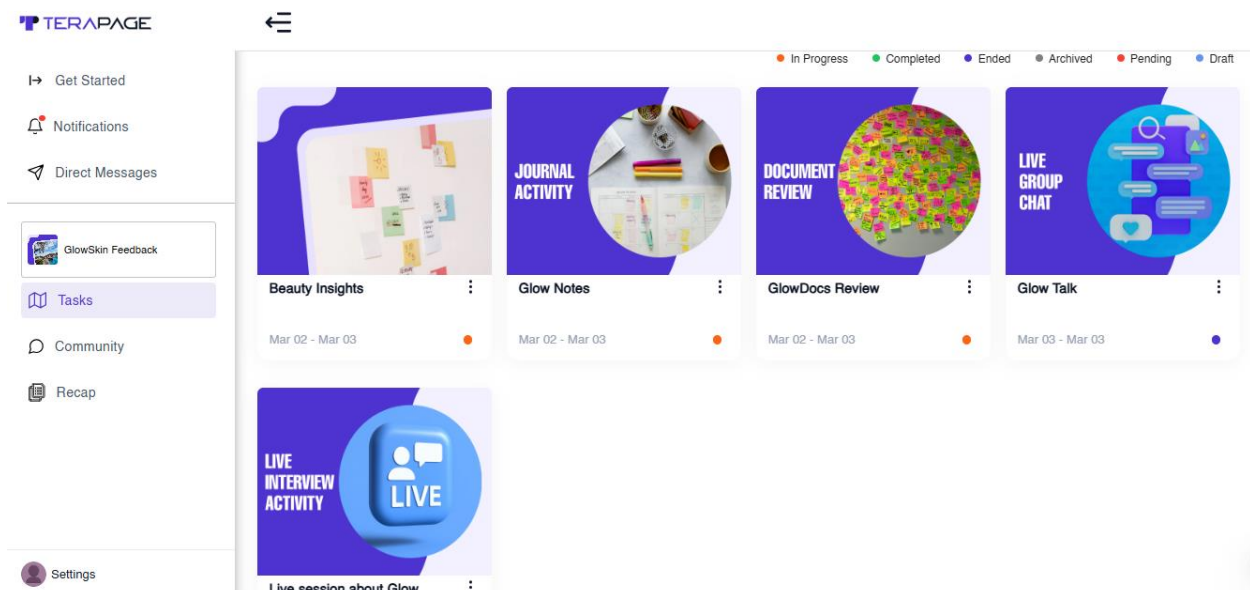 TERAPAGE
Get Started
Notifications
Direct Messages
GlowSkin Feedback
Tasks
Community
Recap
Settings
In Progress
Completed
Ended
Archived
Pending
Draft
Beauty Insights
Mar 02 - Mar 03
JOURNAL
ACTIVITY
Glow Notes
Mar 02 - Mar 03
DOCUMENT
REVIEW
GlowDocs Review
Mar 02 - Mar 03
LIVE
GROUP
CHAT
Glow Talk
Mar 03 - Mar 03
LIVE
INTERVIEW
ACTIVITY
LIVE
Live session about Glow